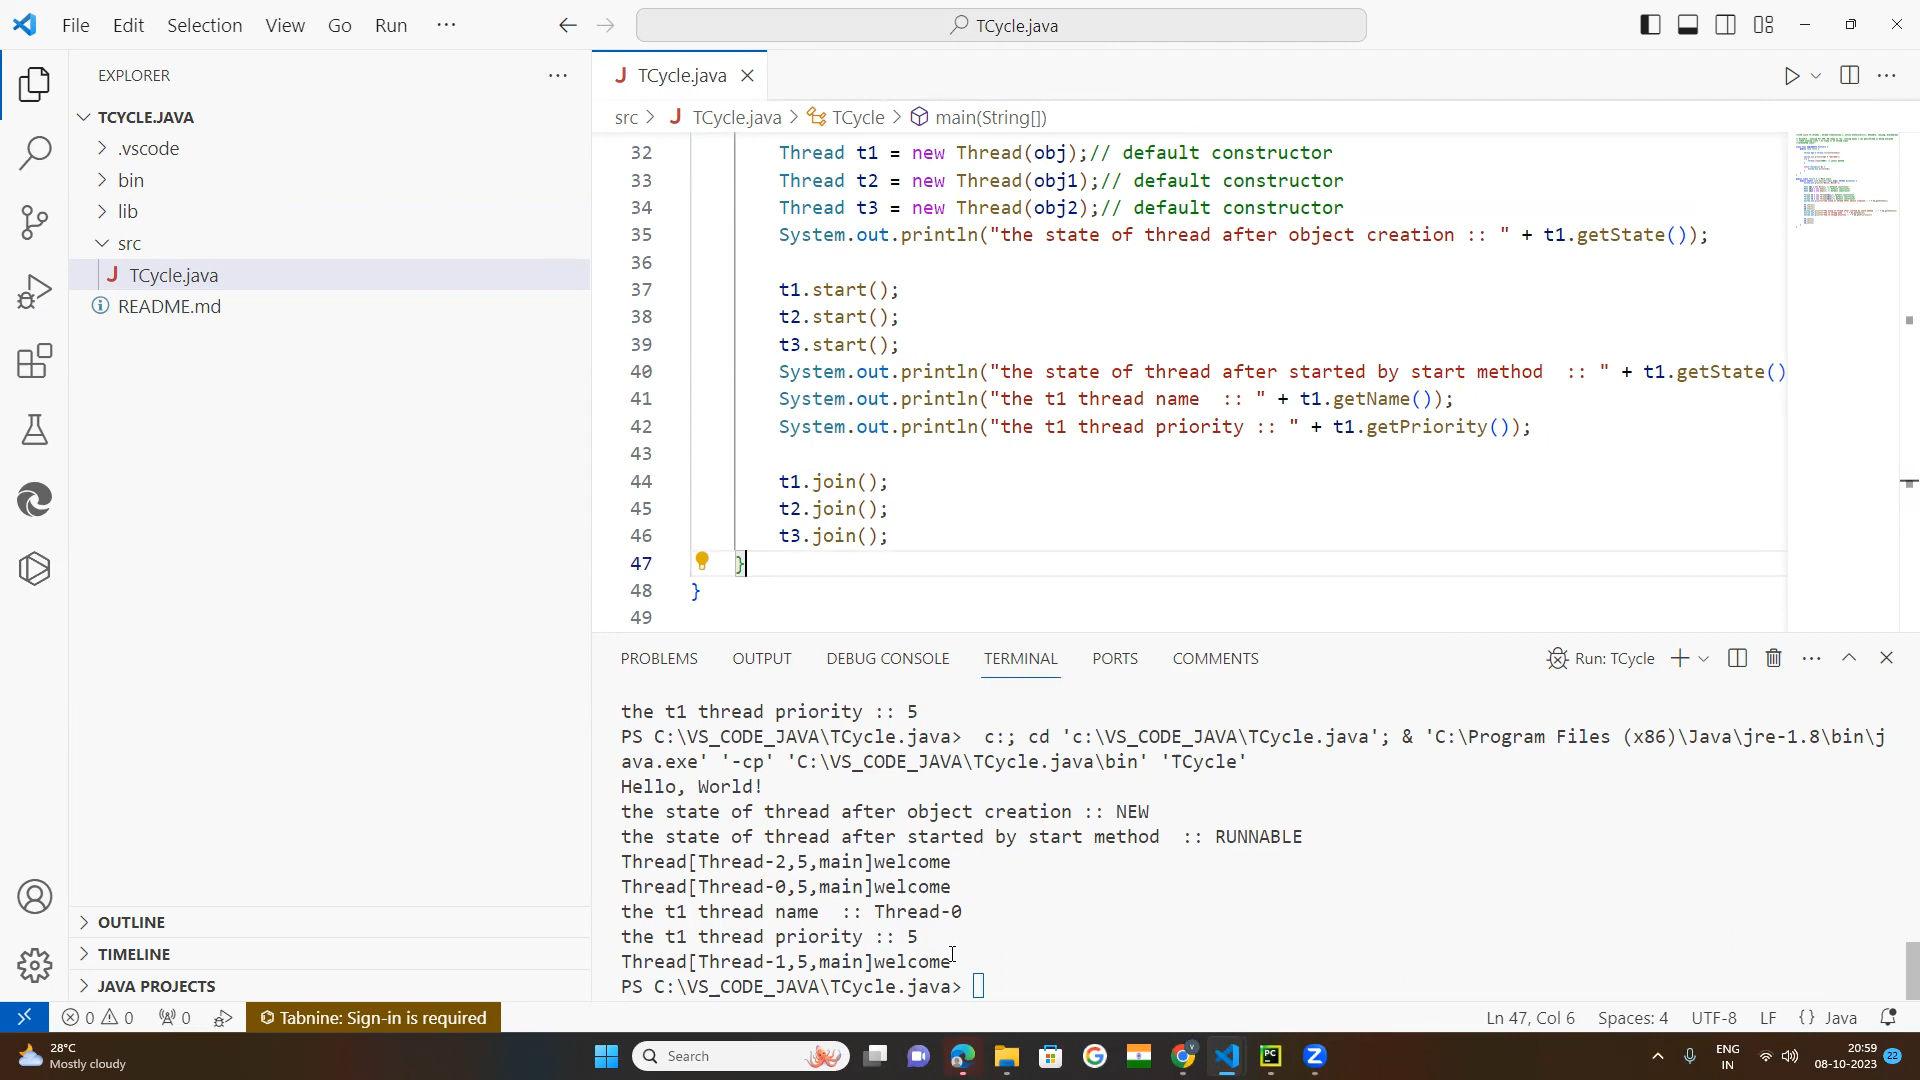 File Edit Selection View Go Run ···
TCycle.java
EXPLORER ···
TCYCLE.JAVA
.vscode
bin
lib
src
J TCycle.java
README.md
OUTLINE
TIMELINE
JAVA PROJECTS
J TCycle.java
src > J TCycle.java > TCycle > main(String[])
32 Thread t1 = new Thread(obj);// default constructor
33 Thread t2 = new Thread(obj1);// default constructor
34 Thread t3 = new Thread(obj2);// default constructor
35 System.out.println("the state of thread after object creation :: " + t1.getState());
36
37 t1.start();
38 t2.start();
39 t3.start();
40 System.out.println("the state of thread after started by start method  :: " + t1.getState()
41 System.out.println("the t1 thread name  :: " + t1.getName());
42 System.out.println("the t1 thread priority :: " + t1.getPriority());
43
44 t1.join();
45 t2.join();
46 t3.join();
47 }
48 }
49
PROBLEMS OUTPUT DEBUG CONSOLE TERMINAL PORTS COMMENTS Run: TCycle
the t1 thread priority :: 5
PS C:\VS_CODE_JAVA\TCycle.java>  c:; cd 'c:\VS_CODE_JAVA\TCycle.java'; & 'C:\Program Files (x86)\Java\jre-1.8\bin\j
ava.exe' '-cp' 'C:\VS_CODE_JAVA\TCycle.java\bin' 'TCycle'
Hello, World!
the state of thread after object creation :: NEW
the state of thread after started by start method  :: RUNNABLE
Thread[Thread-2,5,main]welcome
Thread[Thread-0,5,main]welcome
the t1 thread name  :: Thread-0
the t1 thread priority :: 5
Thread[Thread-1,5,main]welcome
PS C:\VS_CODE_JAVA\TCycle.java>
0 0 0 Tabnine: Sign-in is required Ln 47, Col 6 Spaces: 4 UTF-8 LF {} Java
28°C
Mostly cloudy
Search
ENG
IN
20:59
08-10-2023
22